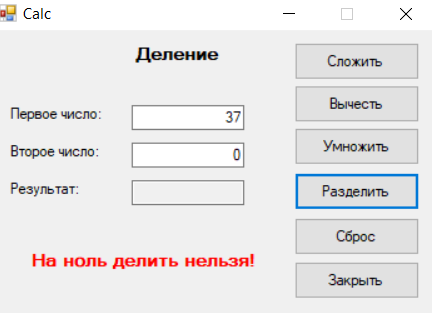 Calc
Деление
Сложить
Вычесть
Первое число: 37
Умножить
Второе число: 0
Результат:
Разделить
Сброс
На ноль делить нельзя!
Закрыть